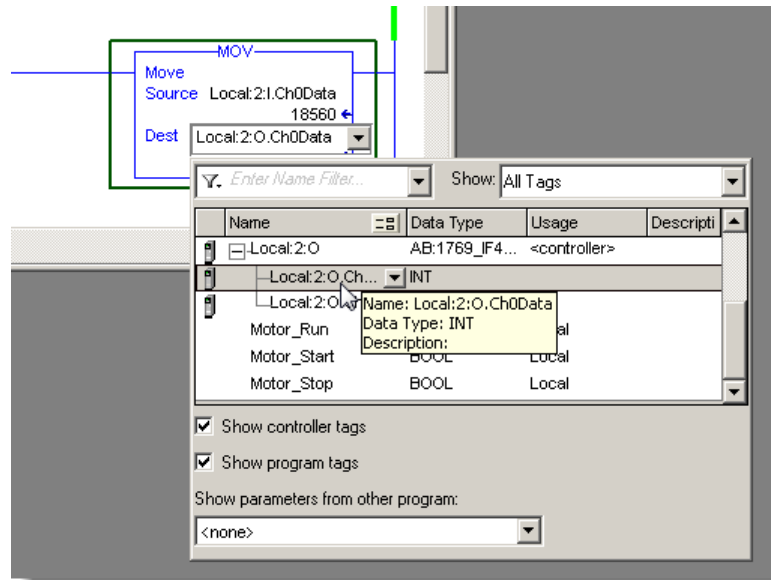 MOV
Move
Source Local:2:I.Ch0Data
18560
Dest Local:2:O.Ch0Data
Enter Name Filter... Show: All Tags
Name Data Type Usage Descripti
Local:2:O AB:1769_IF4... <controller>
Local:2:O.Ch... INT
Local:2:O
Name: Local:2:O.Ch0Data
Data Type: INT
Description:
Motor_Run
Motor_Start BOOL Local
Motor_Stop BOOL Local
Show controller tags
Show program tags
Show parameters from other program:
<none>